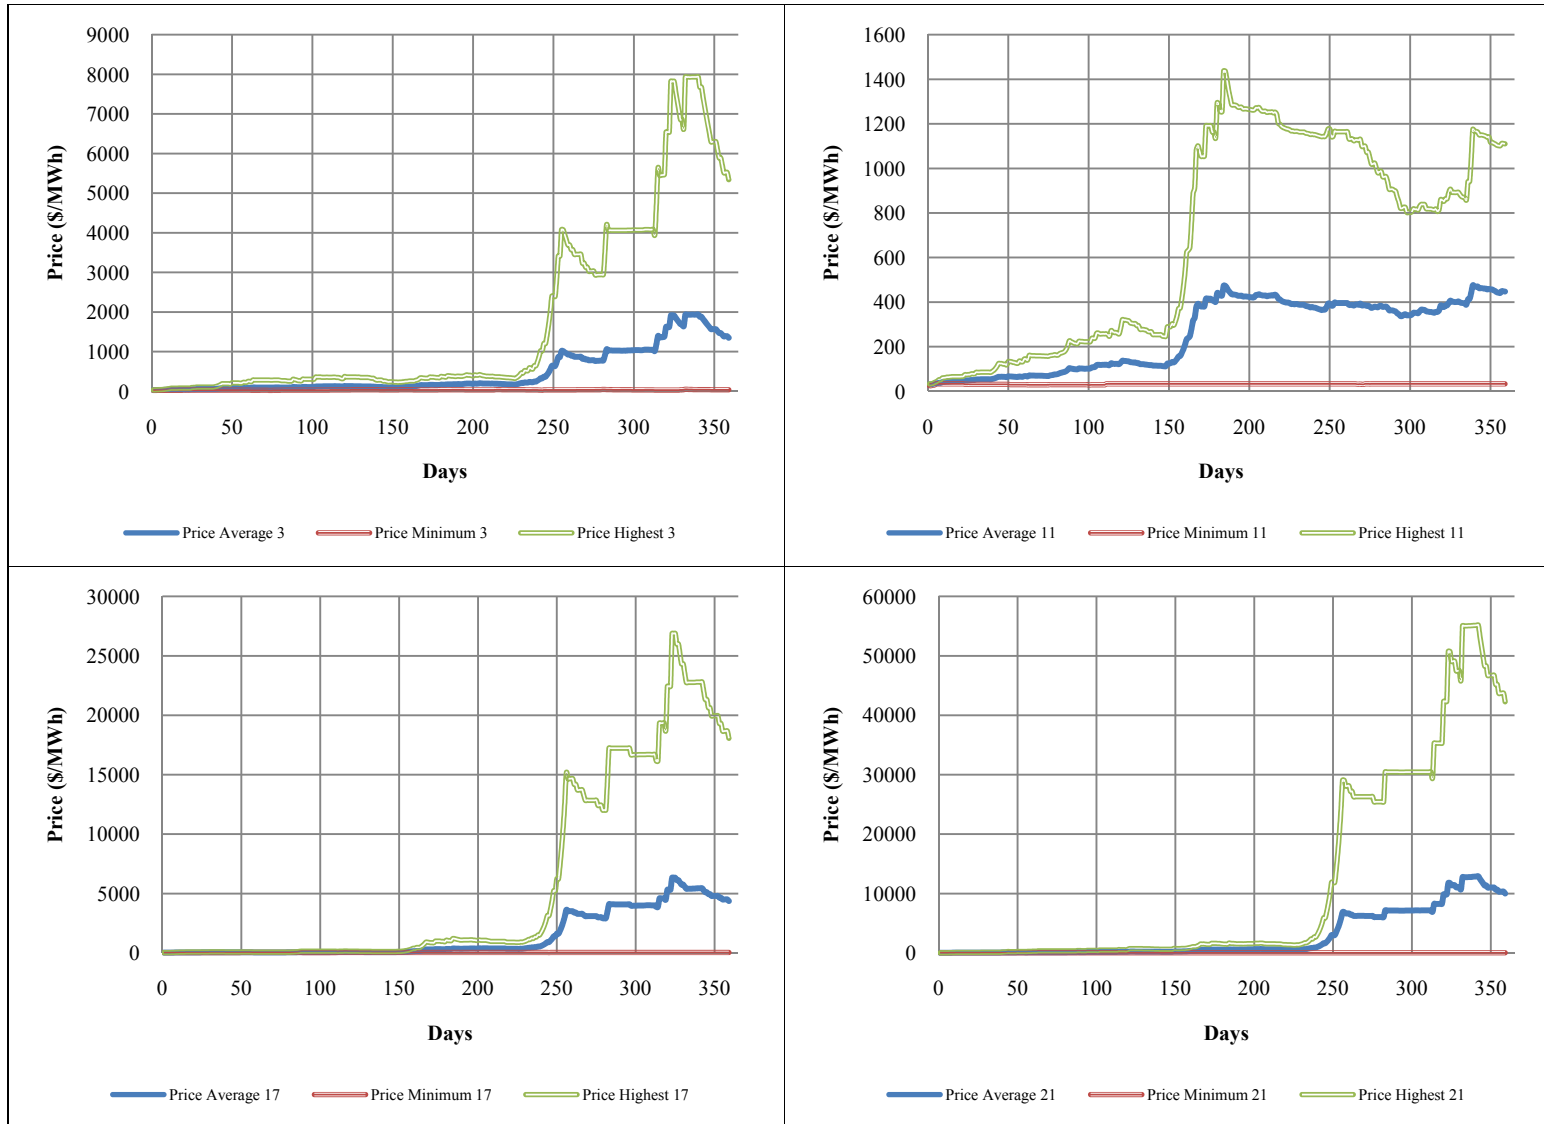 9000
8000
7000
6000
5000
4000
3000
2000
1000
0
Price ($/MWh)
0 50 100 150 200 250 300 350
Days
Price Average 3 Price Minimum 3 Price Highest 3
1600
1400
1200
1000
800
600
400
200
0
Price ($/MWh)
0 50 100 150 200 250 300 350
Days
Price Average 11 Price Minimum 11 Price Highest 11
30000
25000
20000
15000
10000
5000
0
Price ($/MWh)
0 50 100 150 200 250 300 350
Days
Price Average 17 Price Minimum 17 Price Highest 17
60000
50000
40000
30000
20000
10000
0
Price ($/MWh)
0 50 100 150 200 250 300 350
Days
Price Average 21 Price Minimum 21 Price Highest 21